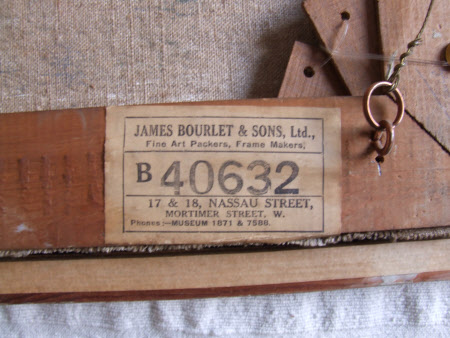 JAMES BOURLET & SONS, Ltd.,
Fine Art Packers, Frame Makers,
B 40632
17 & 18, NASSAU STREET,
MORTIMER STREET, W.
Phones:—MUSEUM 1871 & 7588.